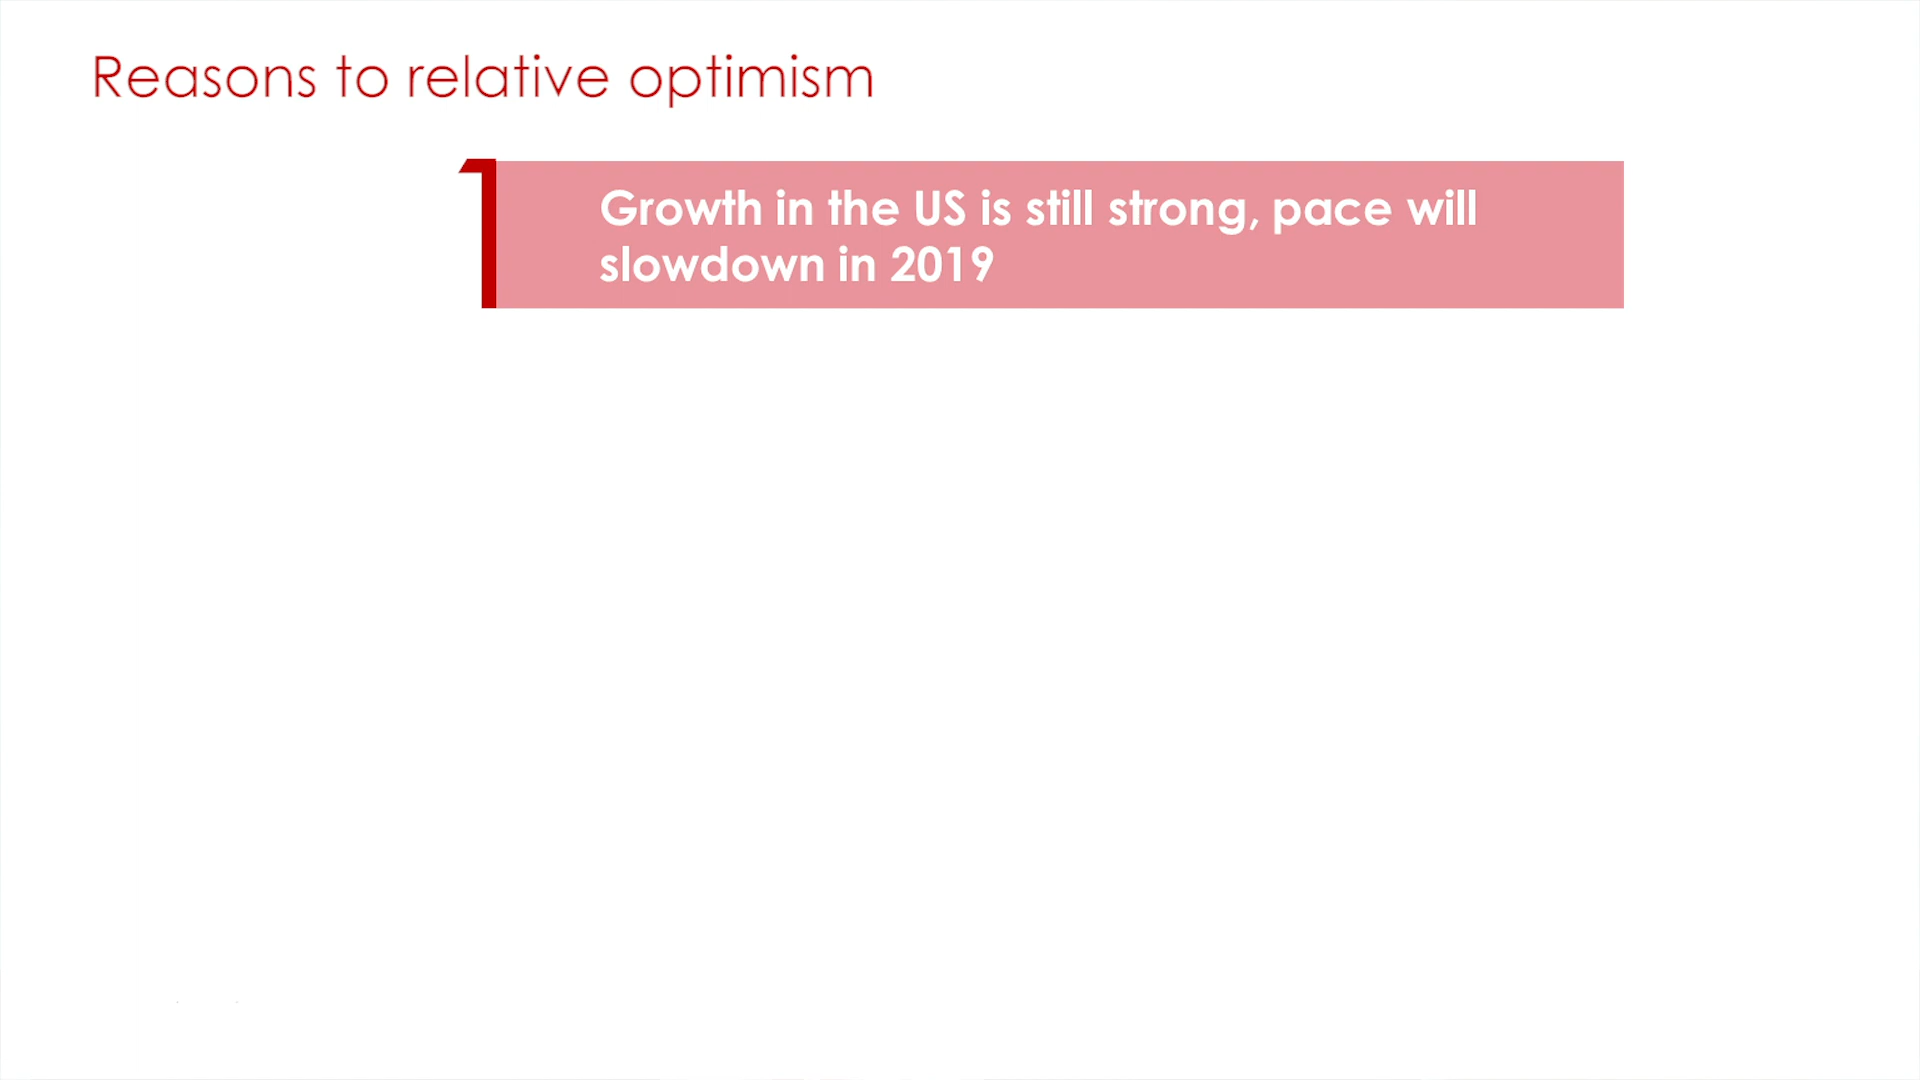 Reasons to relative optimism
1
Growth in the US is still strong, pace will
slowdown in 2019